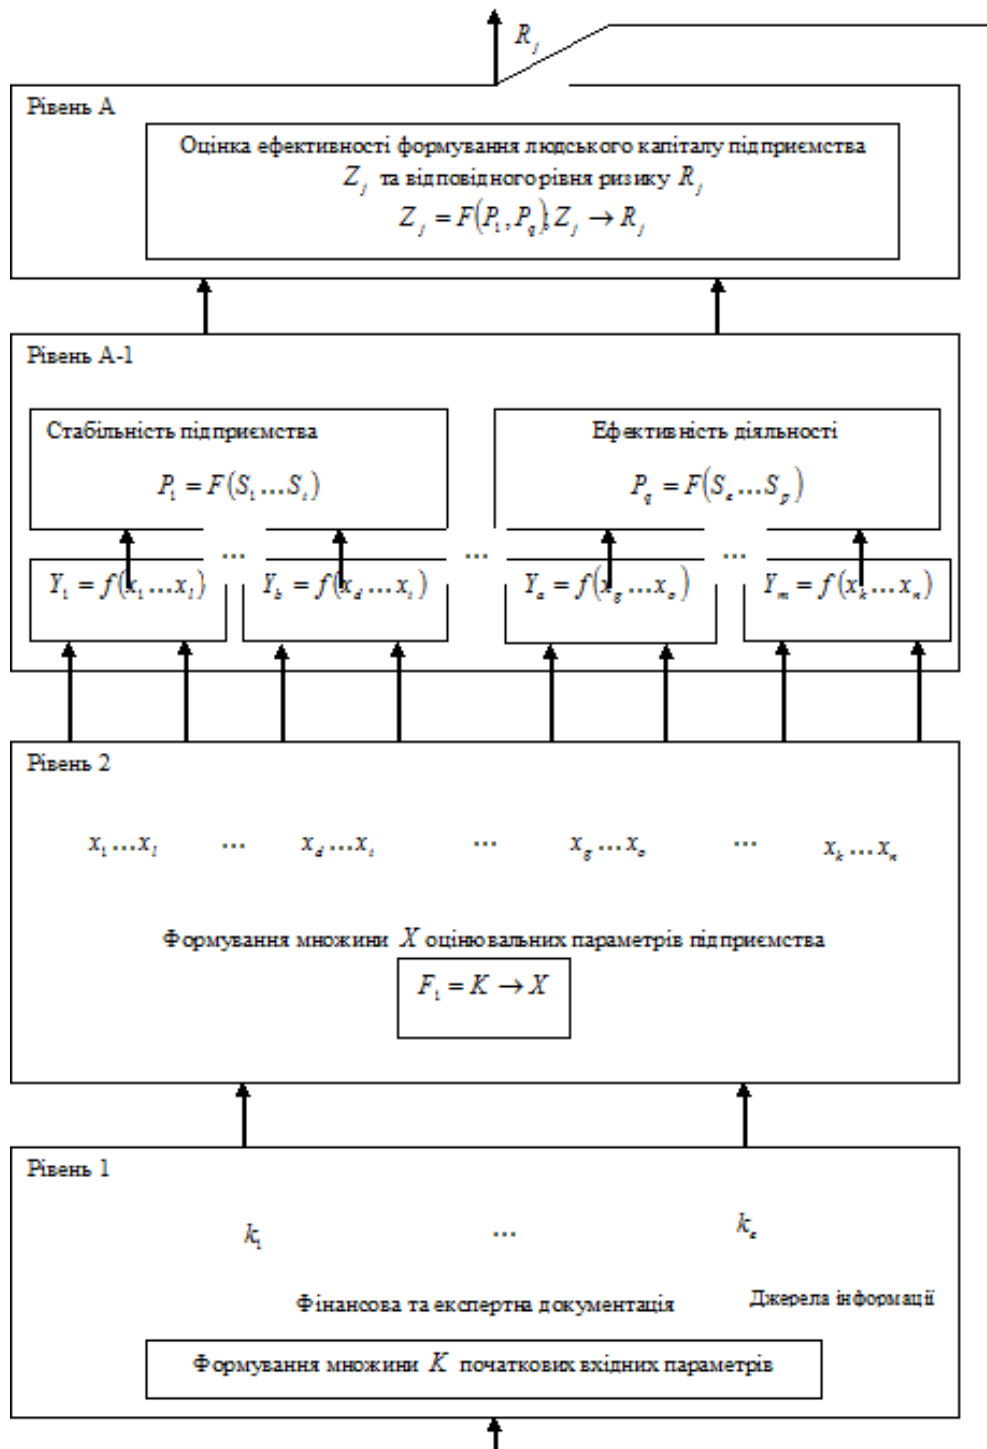 R_j
Рівень А
Оцінка ефективності формування людського капіталу підприємства
Z_j та відповідного рівня ризику R_j
Z_j = F(P_1, P_q); Z_j → R_j
Рівень А-1
Стабільність підприємства
P_1 = F(S_1 ... S_i)
Ефективність діяльності
P_q = F(S_e ... S_p)
... ... ...
Y_1 = f(x_1 ... x_l) Y_b = f(x_d ... x_i) Y_a = f(x_g ... x_o) Y_m = f(x_k ... x_n)
Рівень 2
x_1 ... x_l ... x_d ... x_i ... x_g ... x_o ... x_k ... x_n
Формування множини X оцінювальних параметрів підприємства
F_1 = K → X
Рівень 1
k_1 ... k_e
Фінансова та експертна документація
Джерела інформації
Формування множини K початкових вхідних параметрів